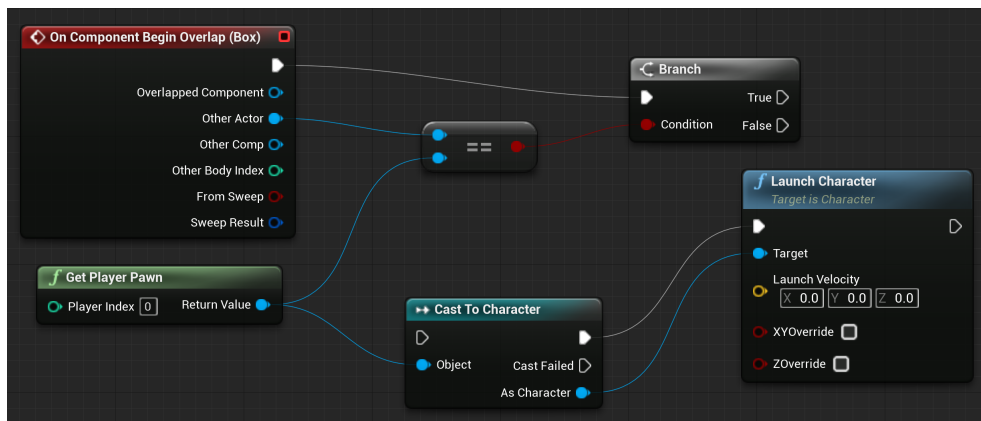 On Component Begin Overlap (Box)
Overlapped Component
Other Actor
Other Comp
Other Body Index
From Sweep
Sweep Result
Get Player Pawn
Player Index 0 Return Value
==
Branch
True
Condition False
Cast To Character
Object Cast Failed
As Character
Launch Character
Target is Character
Target
Launch Velocity
X 0.0 Y 0.0 Z 0.0
XYOverride
ZOverride